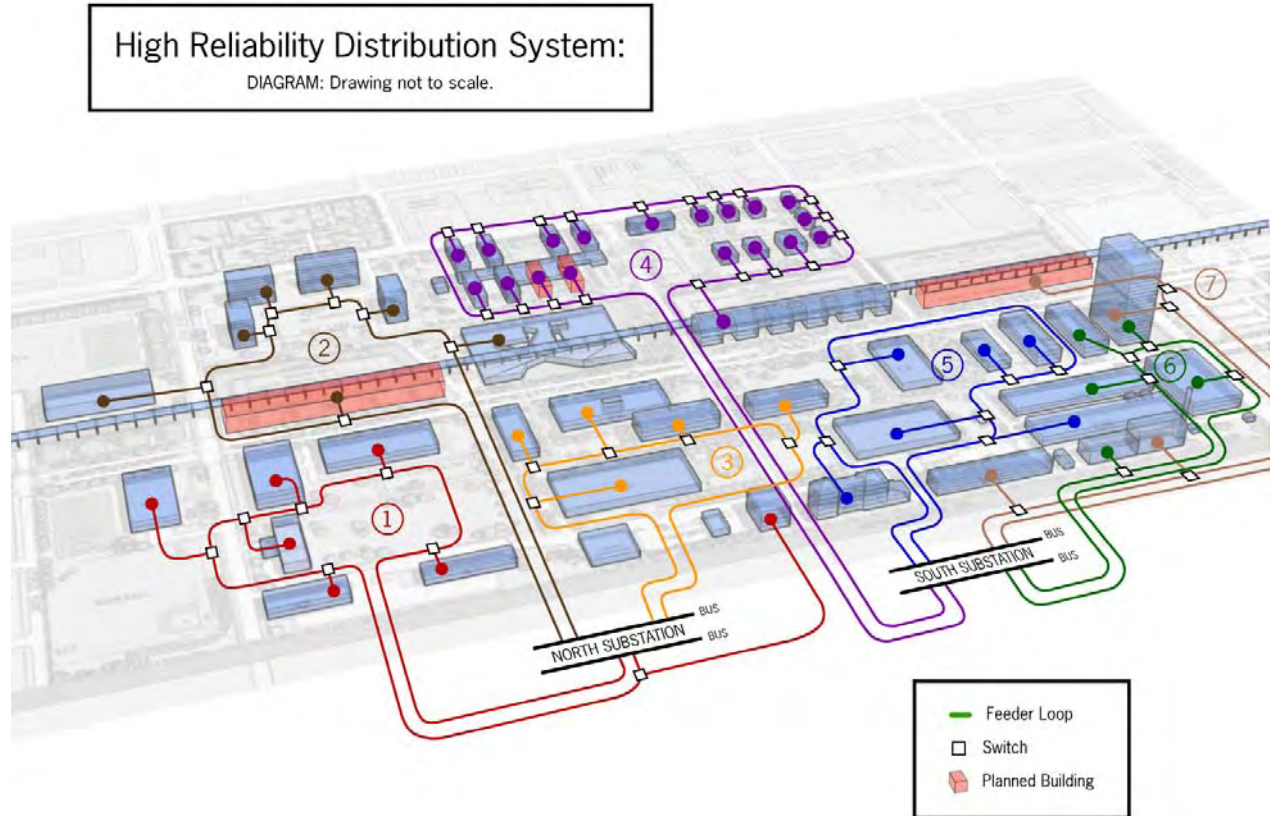 High Reliability Distribution System:
DIAGRAM: Drawing not to scale.
4
7
2
5
6
3
1
BUS
SOUTH SUBSTATION
BUS
BUS
NORTH SUBSTATION
BUS
Feeder Loop
Switch
Planned Building